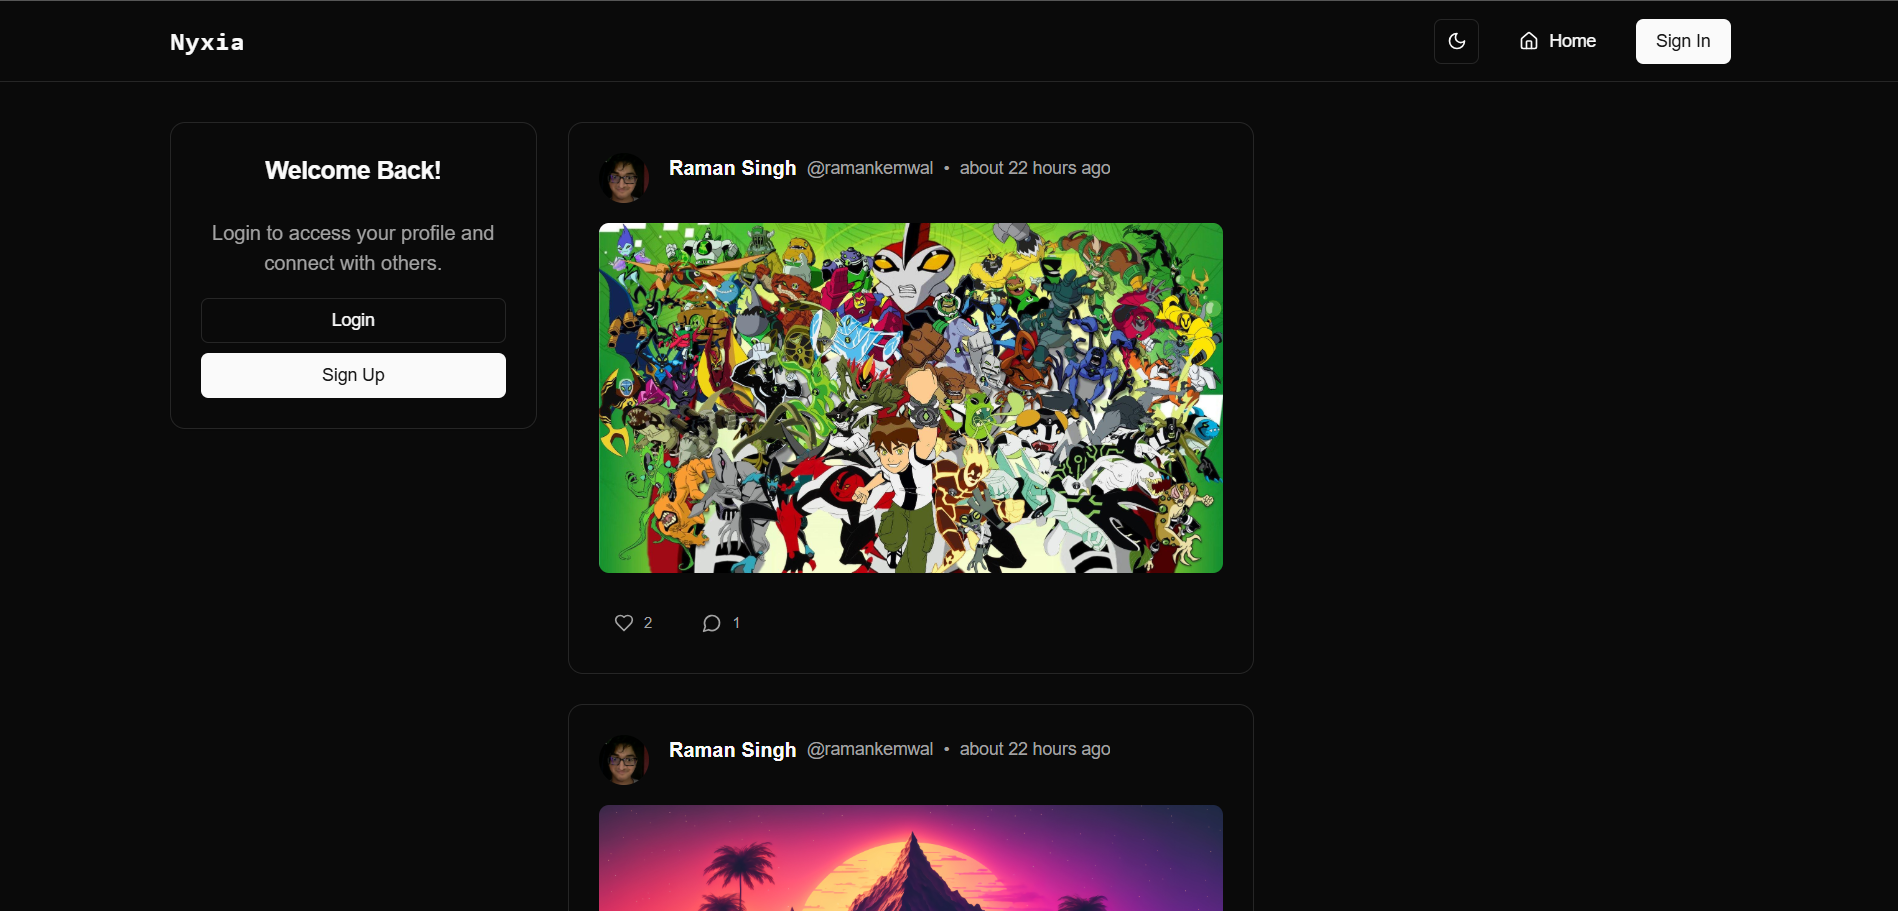 Nyxia
Home
Sign In
Welcome Back!
Login to access your profile and
connect with others.
Login
Sign Up
Raman Singh @ramankemwal • about 22 hours ago
2
1
Raman Singh @ramankemwal • about 22 hours ago